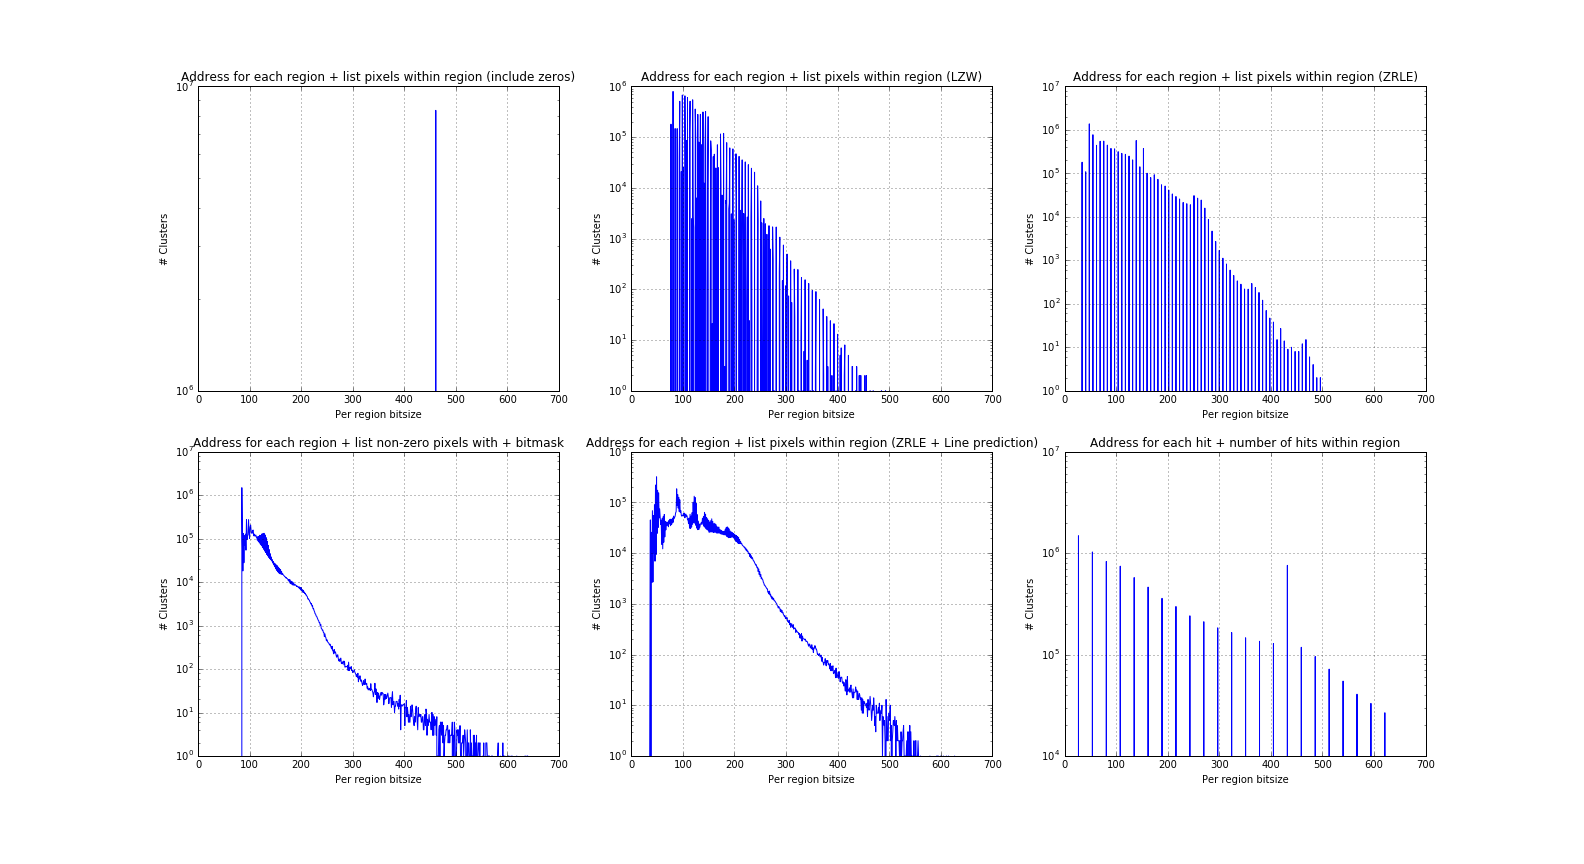 Address for each region + list pixels within region (include zeros)
10^7
10^6
# Clusters
0 100 200 300 400 500 600 700
Per region bitsize
Address for each region + list pixels within region (LZW)
10^6
10^5
10^4
10^3
10^2
10^1
10^0
# Clusters
0 100 200 300 400 500 600 700
Per region bitsize
Address for each region + list pixels within region (ZRLE)
10^7
10^6
10^5
10^4
10^3
10^2
10^1
10^0
# Clusters
0 100 200 300 400 500 600 700
Per region bitsize
Address for each region + list non-zero pixels with + bitmask
10^7
10^6
10^5
10^4
10^3
10^2
10^1
10^0
# Clusters
0 100 200 300 400 500 600 700
Per region bitsize
Address for each region + list pixels within region (ZRLE + Line prediction)
10^6
10^5
10^4
10^3
10^2
10^1
10^0
# Clusters
0 100 200 300 400 500 600 700
Per region bitsize
Address for each hit + number of hits within region
10^7
10^6
10^5
10^4
# Clusters
0 100 200 300 400 500 600 700
Per region bitsize